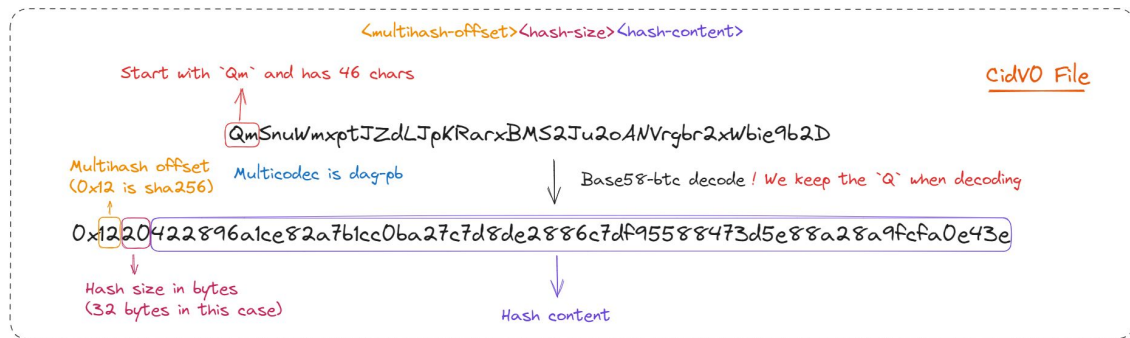 <multihash-offset><hash-size><hash-content>
Start with `Qm` and has 46 chars
CidV0 File
QmSnuWmxptJZdLJpKRarxBMS2Ju2oANVrgbr2xWbie9b2D
Multihash offset
(0x12 is sha256)
Multicodec is dag-pb
Base58-btc decode ! We keep the `Q` when decoding
0x1220422896a1ce82a7b1cc0ba27c7d8de2886c7df95588473d5e88a28a9fcfa0e43e
Hash size in bytes
(32 bytes in this case)
Hash content